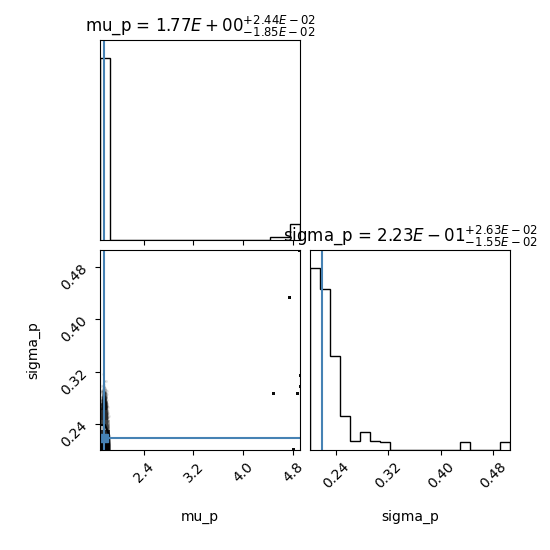 mu_p = 1.77E + 00+2.44E − 02 −1.85E − 02
sigma_p = 2.23E − 01+2.63E − 02 −1.55E − 02
0.48
0.40
0.32
0.24
sigma_p
2.4 3.2 4.0 4.8 0.24 0.32 0.40 0.48
mu_p sigma_p